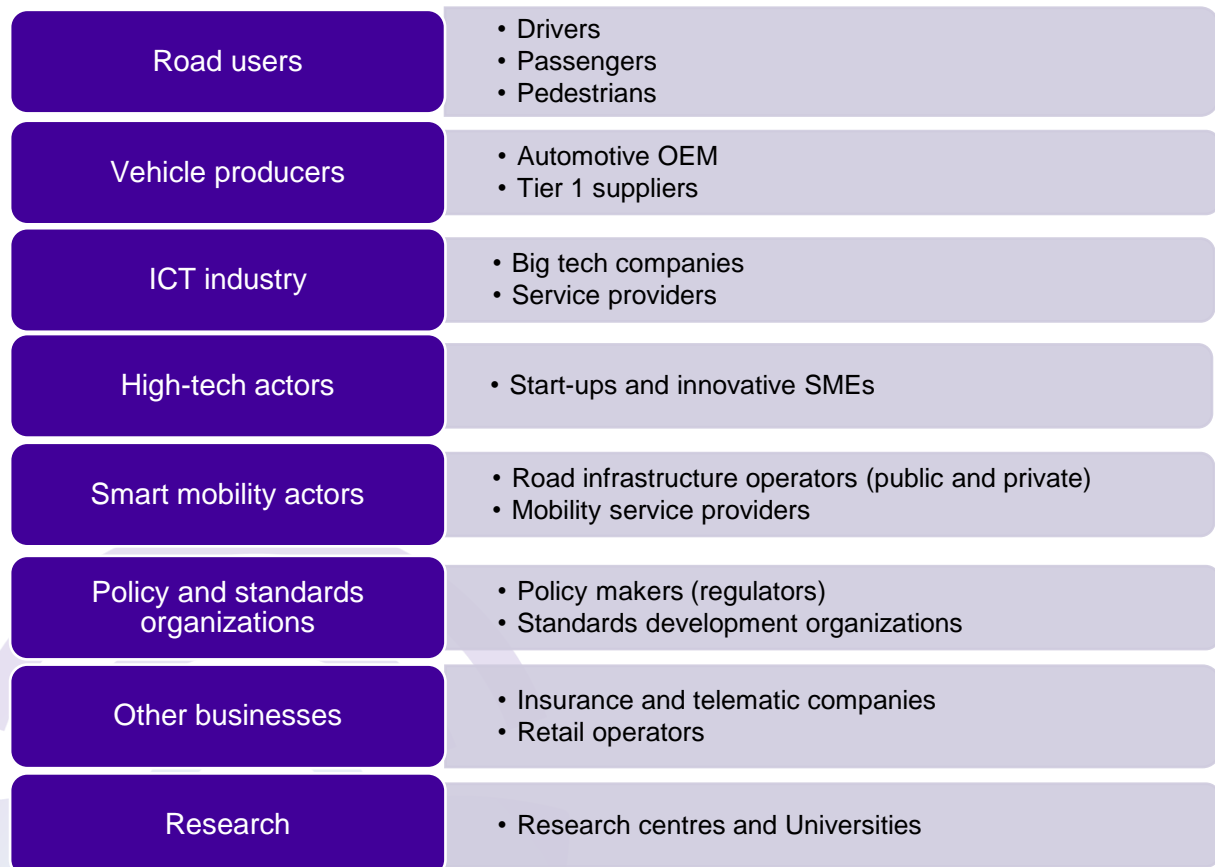 Road users
• Drivers
• Passengers
• Pedestrians
Vehicle producers
• Automotive OEM
• Tier 1 suppliers
ICT industry
• Big tech companies
• Service providers
High-tech actors
• Start-ups and innovative SMEs
Smart mobility actors
• Road infrastructure operators (public and private)
• Mobility service providers
Policy and standards
organizations
• Policy makers (regulators)
• Standards development organizations
Other businesses
• Insurance and telematic companies
• Retail operators
Research
• Research centres and Universities